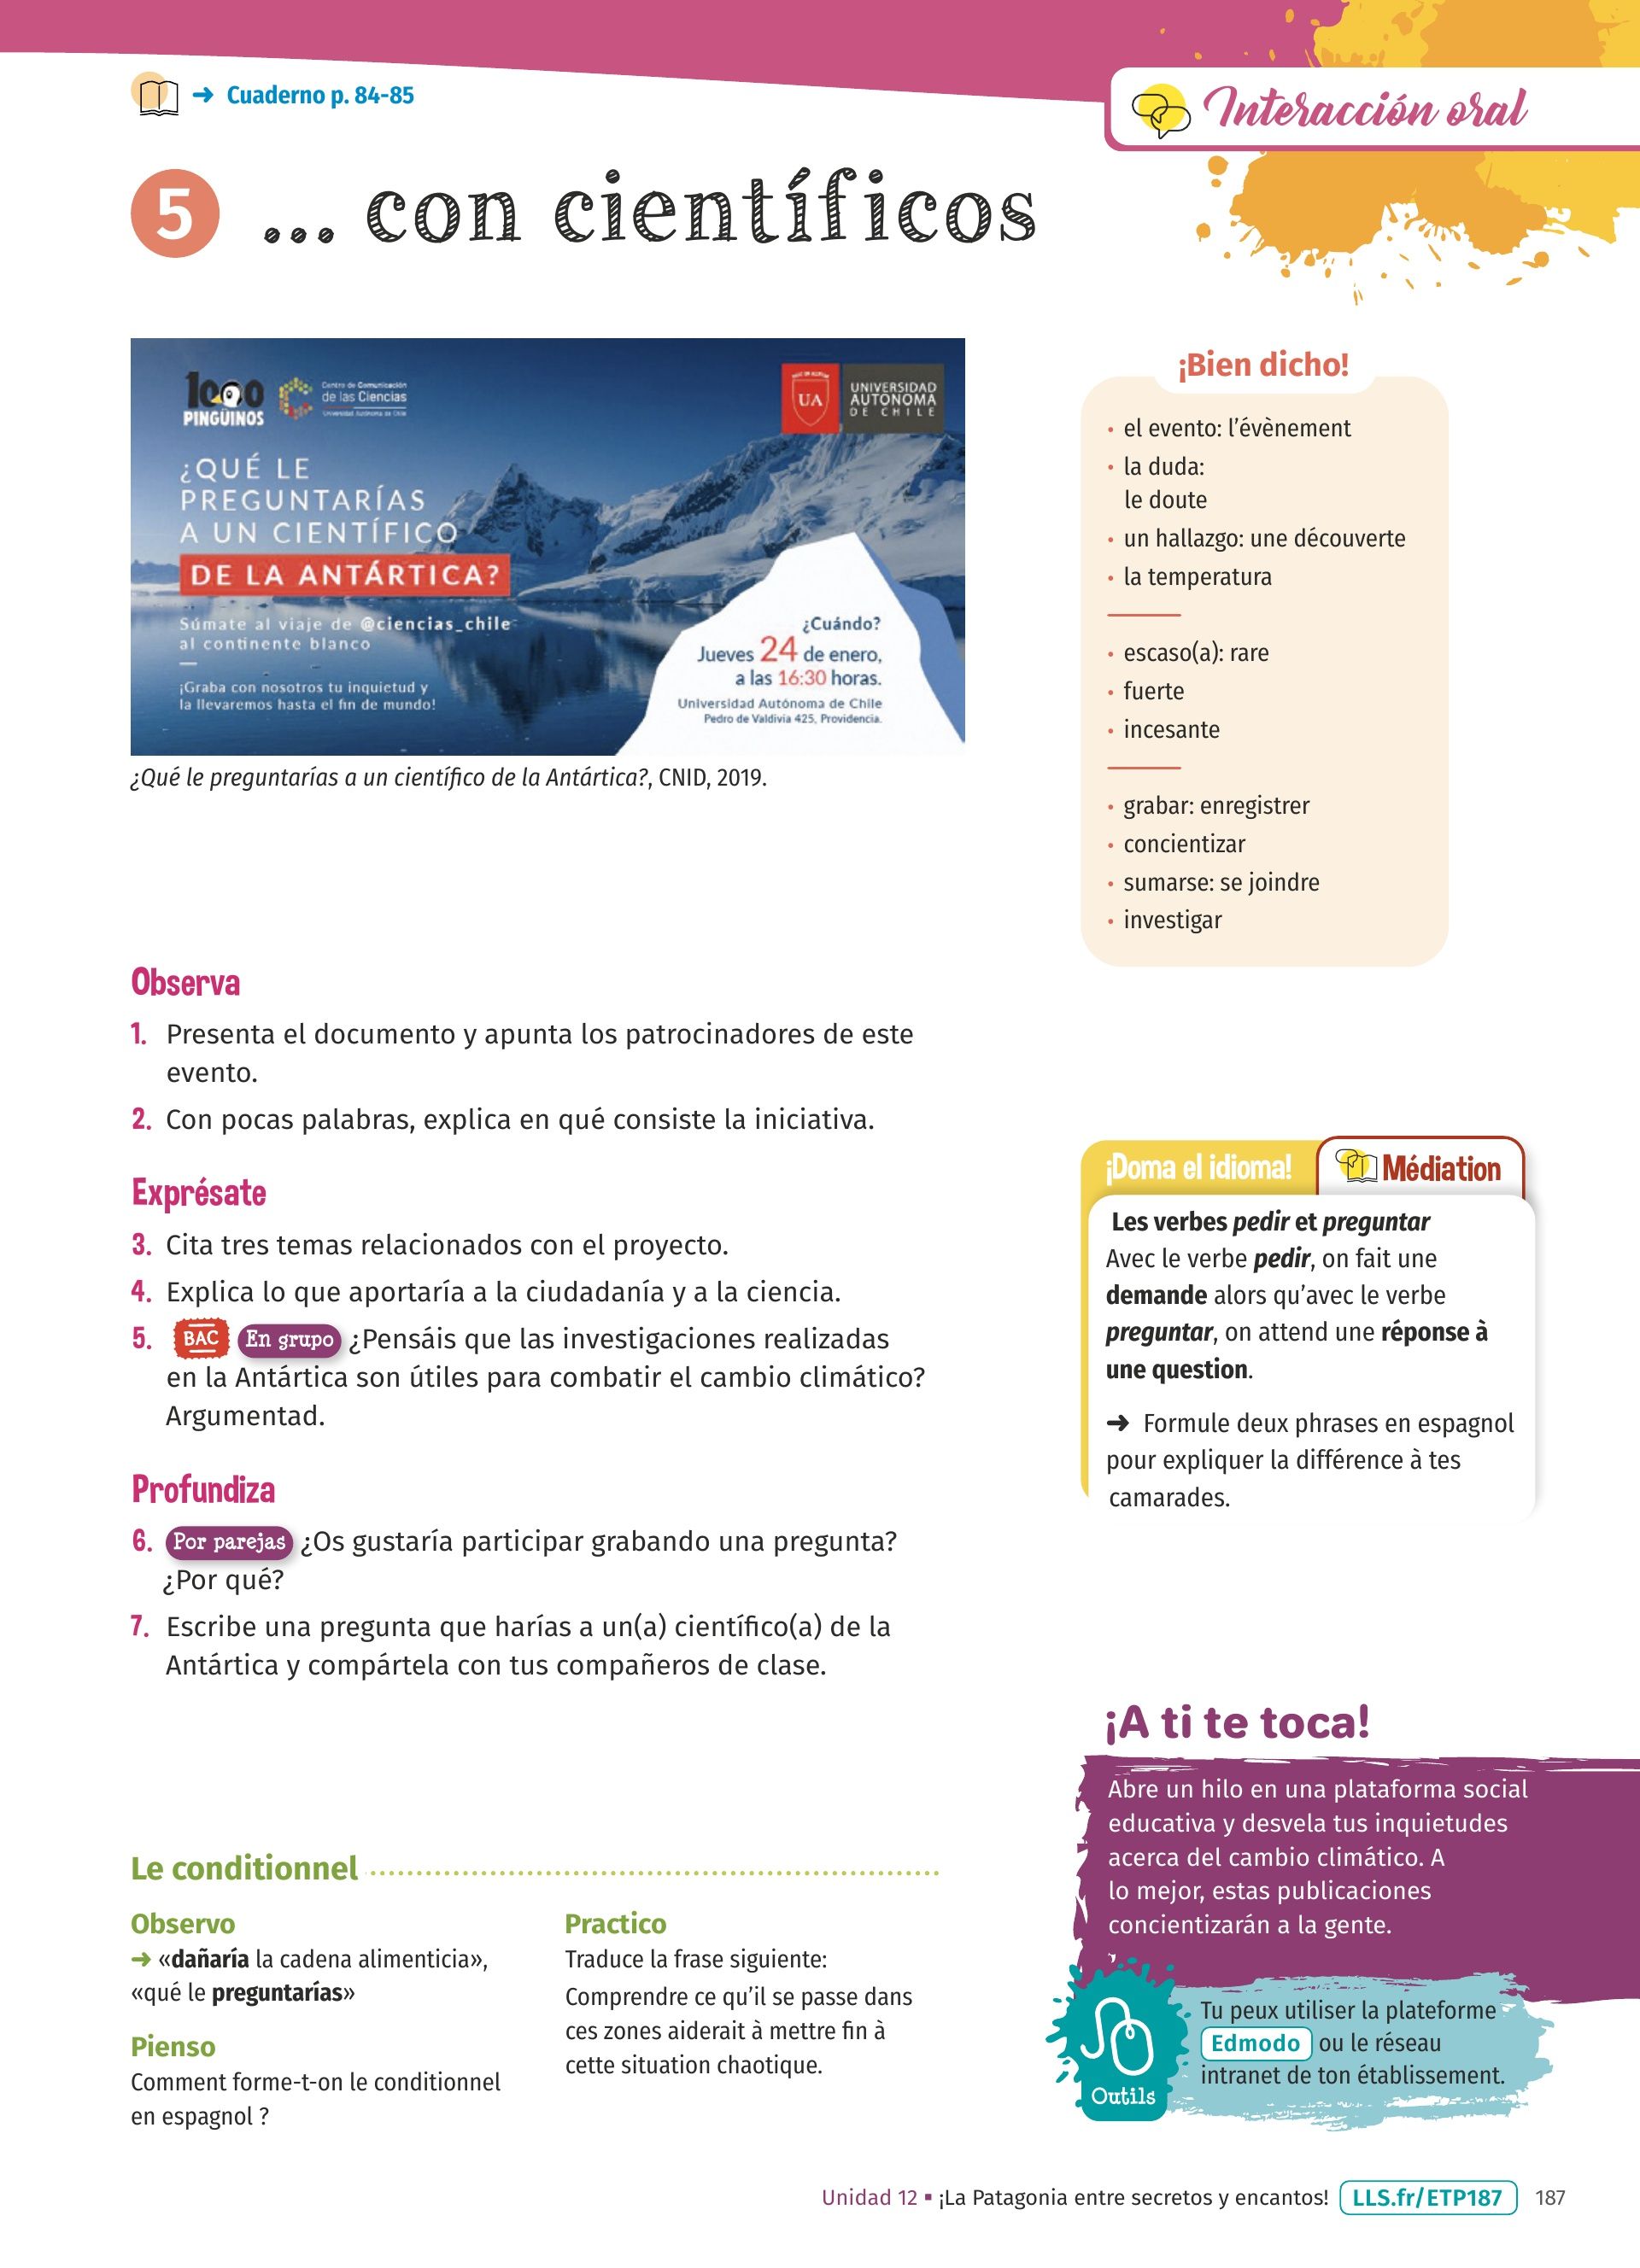 → Cuaderno p. 84-85
Interacción oral
5 ... con científicos
1000
PINGÜINOS
Centro de Comunicación
de las Ciencias
Universidad Autónoma de Chile
UA
UNIVERSIDAD
AUTÓNOMA
DE CHILE
¿QUÉ LE
PREGUNTARÍAS
A UN CIENTÍFICO
DE LA ANTÁRTICA?
Súmate al viaje de @ciencias_chile
al continente blanco
¡Graba con nosotros tu inquietud y
la llevaremos hasta el fin de mundo!
¿Cuándo?
Jueves 24 de enero,
a las 16:30 horas.
Universidad Autónoma de Chile
Pedro de Valdivia 425, Providencia.
¿Qué le preguntarías a un científico de la Antártica?, CNID, 2019.
¡Bien dicho!
• el evento: l'évènement
• la duda:
le doute
• un hallazgo: une découverte
• la temperatura
• escaso(a): rare
• fuerte
• incesante
• grabar: enregistrer
• concientizar
• sumarse: se joindre
• investigar
Observa
1. Presenta el documento y apunta los patrocinadores de este
evento.
2. Con pocas palabras, explica en qué consiste la iniciativa.
Exprésate
3. Cita tres temas relacionados con el proyecto.
4. Explica lo que aportaría a la ciudadanía y a la ciencia.
5. BAC En grupo ¿Pensáis que las investigaciones realizadas
en la Antártica son útiles para combatir el cambio climático?
Argumentad.
Profundiza
6. Por parejas ¿Os gustaría participar grabando una pregunta?
¿Por qué?
7. Escribe una pregunta que harías a un(a) científico(a) de la
Antártica y compártela con tus compañeros de clase.
¡Doma el idioma!
Médiation
Les verbes pedir et preguntar
Avec le verbe pedir, on fait une
demande alors qu'avec le verbe
preguntar, on attend une réponse à
une question.
→ Formule deux phrases en espagnol
pour expliquer la différence à tes
camarades.
¡A ti te toca!
Abre un hilo en una plataforma social
educativa y desvela tus inquietudes
acerca del cambio climático. A
lo mejor, estas publicaciones
concientizarán a la gente.
Outils
Tu peux utiliser la plateforme
Edmodo ou le réseau
intranet de ton établissement.
Le conditionnel
Observo
→ «dañaría la cadena alimenticia»,
«qué le preguntarías»
Pienso
Comment forme-t-on le conditionnel
en espagnol ?
Practico
Traduce la frase siguiente:
Comprendre ce qu'il se passe dans
ces zones aiderait à mettre fin à
cette situation chaotique.
Unidad 12 ▪ ¡La Patagonia entre secretos y encantos! LLS.fr/ETP187 187